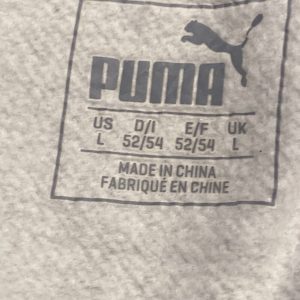 PUMA
US D/I E/F UK
L 52/54 52/54 L
MADE IN CHINA
FABRIQUÉ EN CHINE